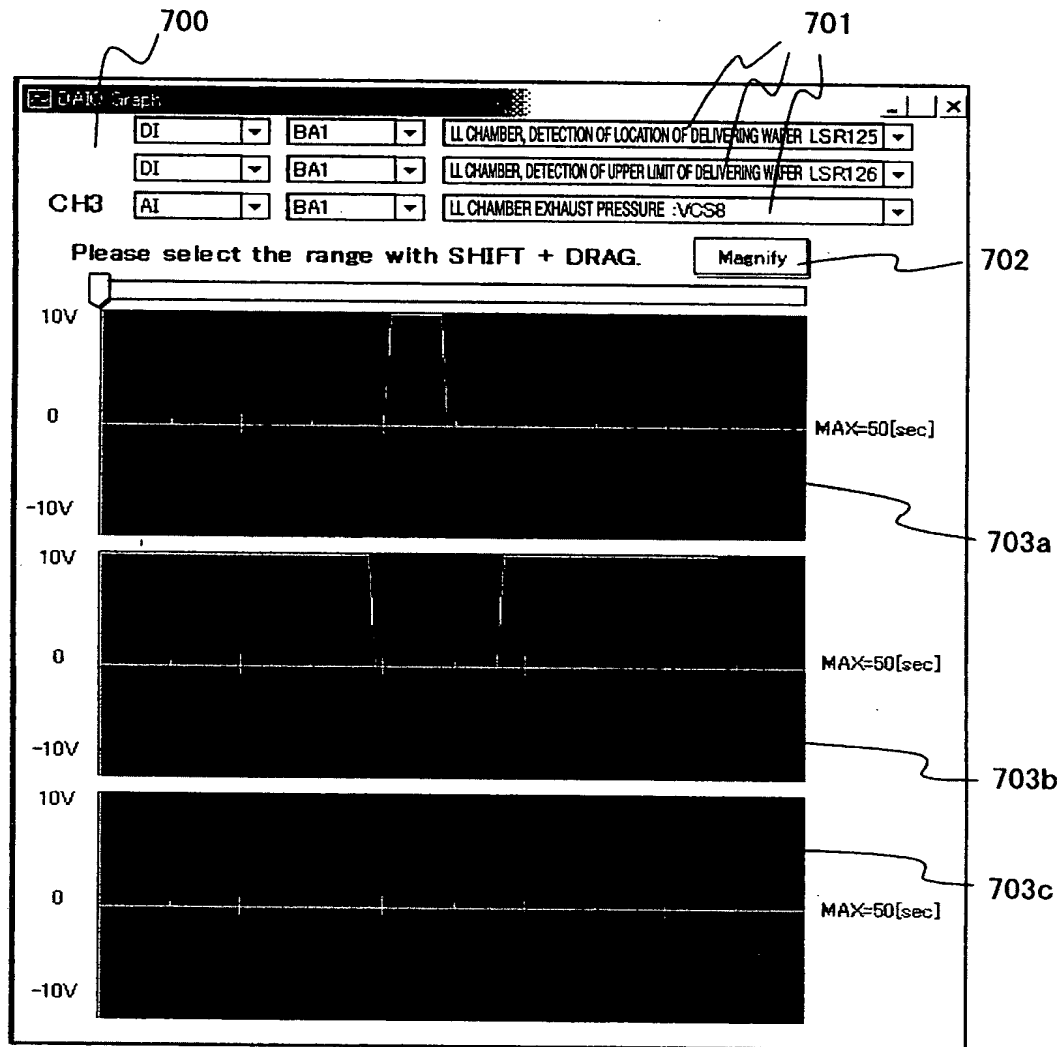 700
701
DAIO Graph
DI BA1 LL CHAMBER, DETECTION OF LOCATION OF DELIVERING WAFER LSR125
DI BA1 LL CHAMBER, DETECTION OF UPPER LIMIT OF DELIVERING WAFER LSR126
CH3 AI BA1 LL CHAMBER EXHAUST PRESSURE :VCS8
Please select the range with SHIFT + DRAG. Magnify
702
10V
0
MAX=50[sec]
-10V
703a
10V
0
MAX=50[sec]
-10V
703b
10V
703c
0
MAX=50[sec]
-10V